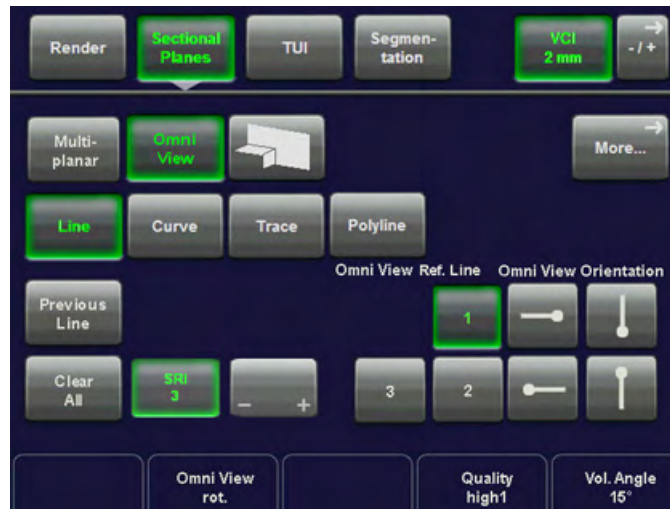 Render
Sectional
Planes
TUI
Segmen-
tation
VCI
2 mm
- / +
Multi-
planar
Omni
View
More...
Line
Curve
Trace
Polyline
Omni View Ref. Line
Omni View Orientation
Previous
Line
1
Clear
All
SRI
3
- +
3
2
Omni View
rot.
Quality
high1
Vol. Angle
15°